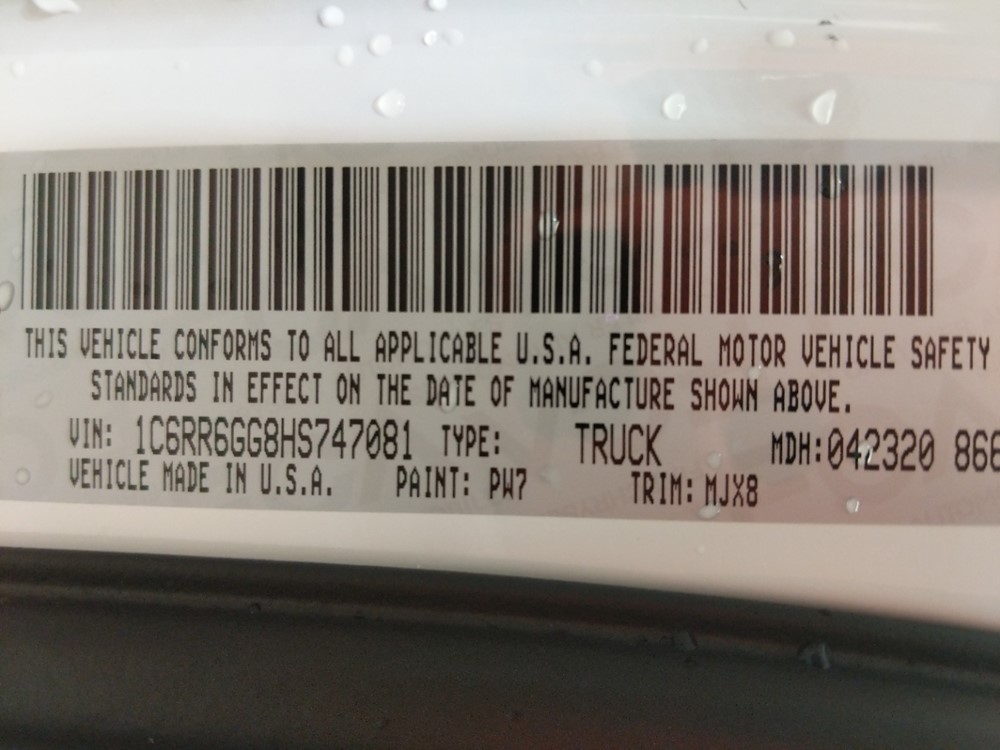 THIS VEHICLE CONFORMS TO ALL APPLICABLE U.S.A. FEDERAL MOTOR VEHICLE SAFETY
STANDARDS IN EFFECT ON THE DATE OF MANUFACTURE SHOWN ABOVE.
VIN: 1C6RR6GG8HS747081 TYPE: TRUCK MDH:042320 866
VEHICLE MADE IN U.S.A. PAINT: PW7 TRIM: MJX8